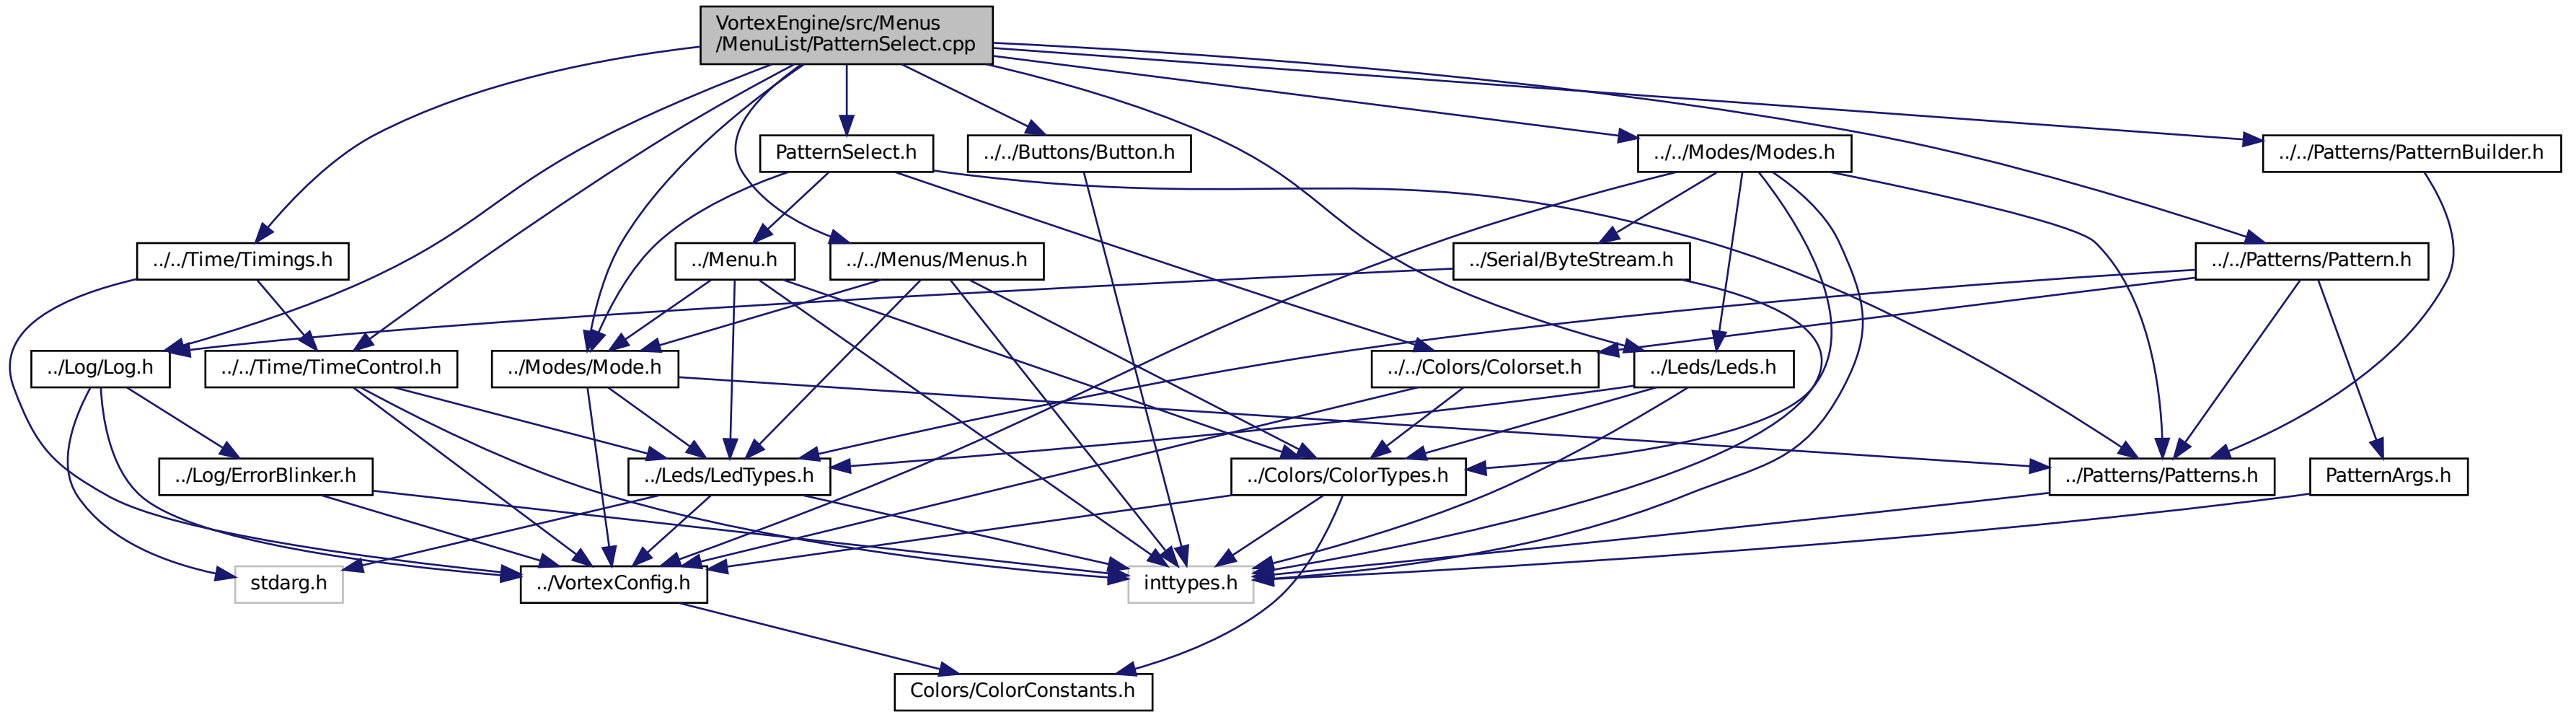 VortexEngine/src/Menus
/MenuList/PatternSelect.cpp
PatternSelect.h
../../Buttons/Button.h
../../Modes/Modes.h
../../Patterns/PatternBuilder.h
../../Time/Timings.h
../Menu.h
../../Menus/Menus.h
../Serial/ByteStream.h
../../Patterns/Pattern.h
../Log/Log.h
../../Time/TimeControl.h
../Modes/Mode.h
../../Colors/Colorset.h
../Leds/Leds.h
../Log/ErrorBlinker.h
../Leds/LedTypes.h
../Colors/ColorTypes.h
../Patterns/Patterns.h
PatternArgs.h
stdarg.h
../VortexConfig.h
inttypes.h
Colors/ColorConstants.h